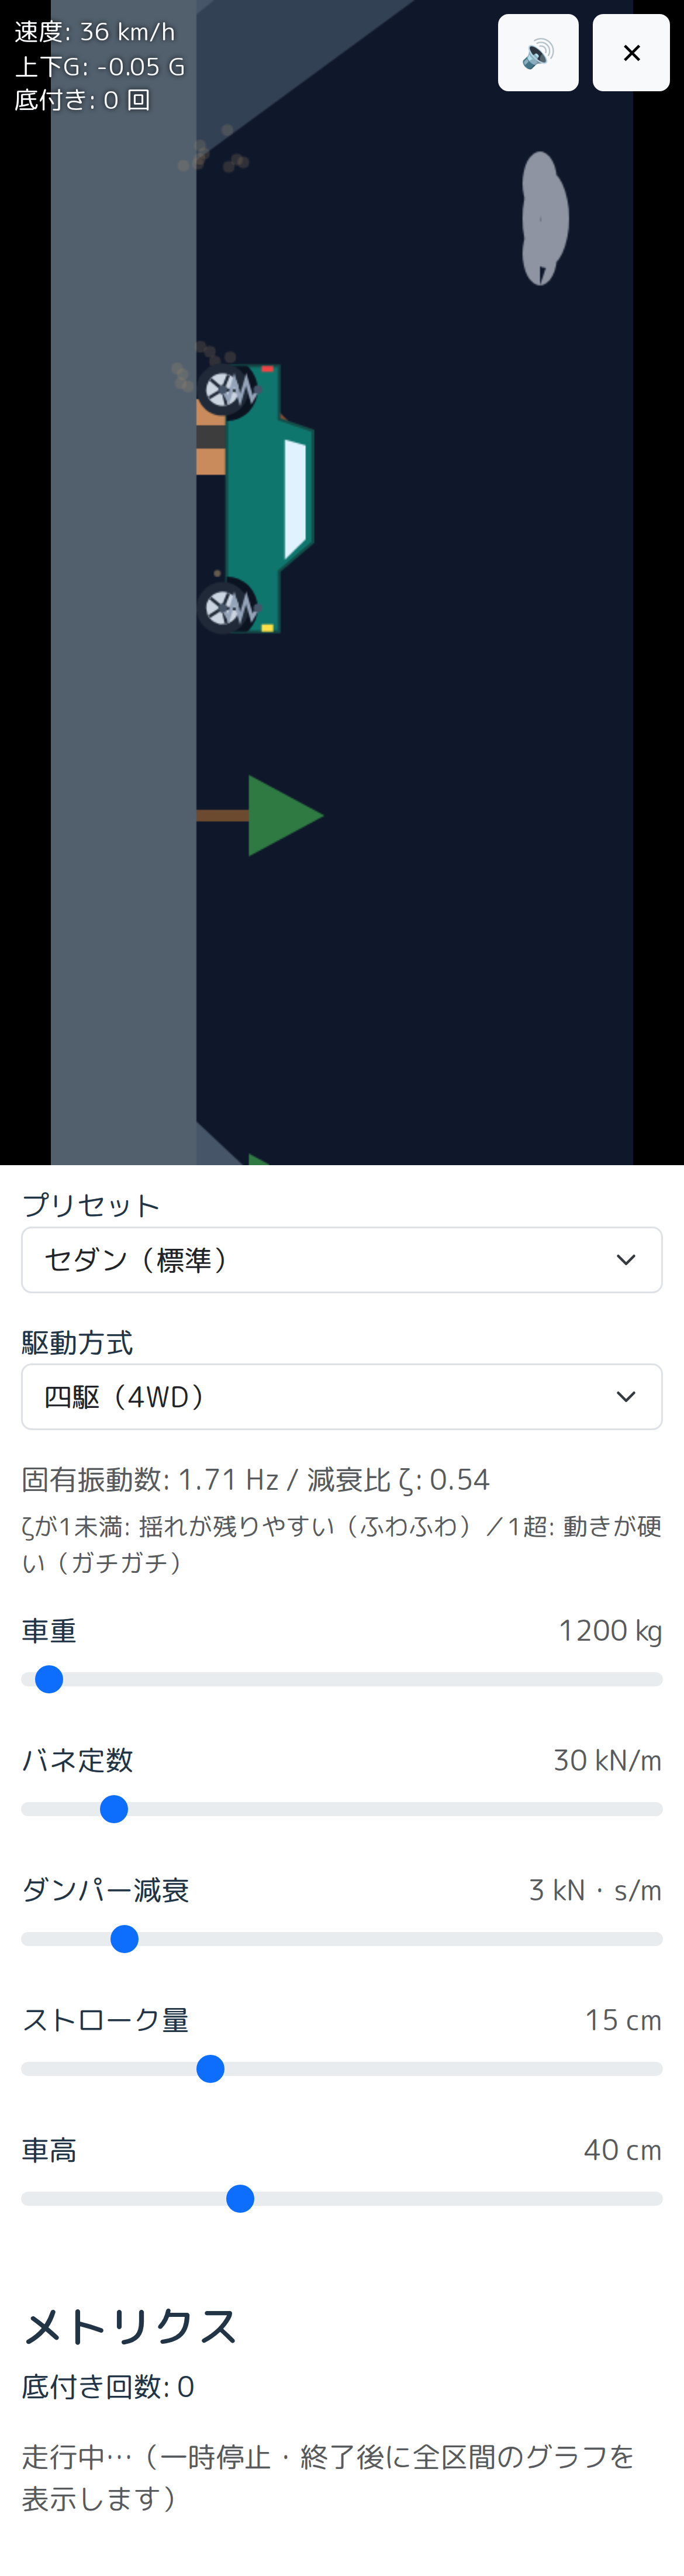 速度: 36 km/h
上下G: -0.05 G
底付き: 0 回
プリセット
セダン（標準）
駆動方式
四駆（4WD）
固有振動数: 1.71 Hz / 減衰比 ζ: 0.54
ζが1未満: 揺れが残りやすい（ふわふわ）／1超: 動きが硬
い（ガチガチ）
車重 1200 kg
バネ定数 30 kN/m
ダンパー減衰 3 kN・s/m
ストローク量 15 cm
車高 40 cm
メトリクス
底付き回数: 0
走行中…（一時停止・終了後に全区間のグラフを
表示します）